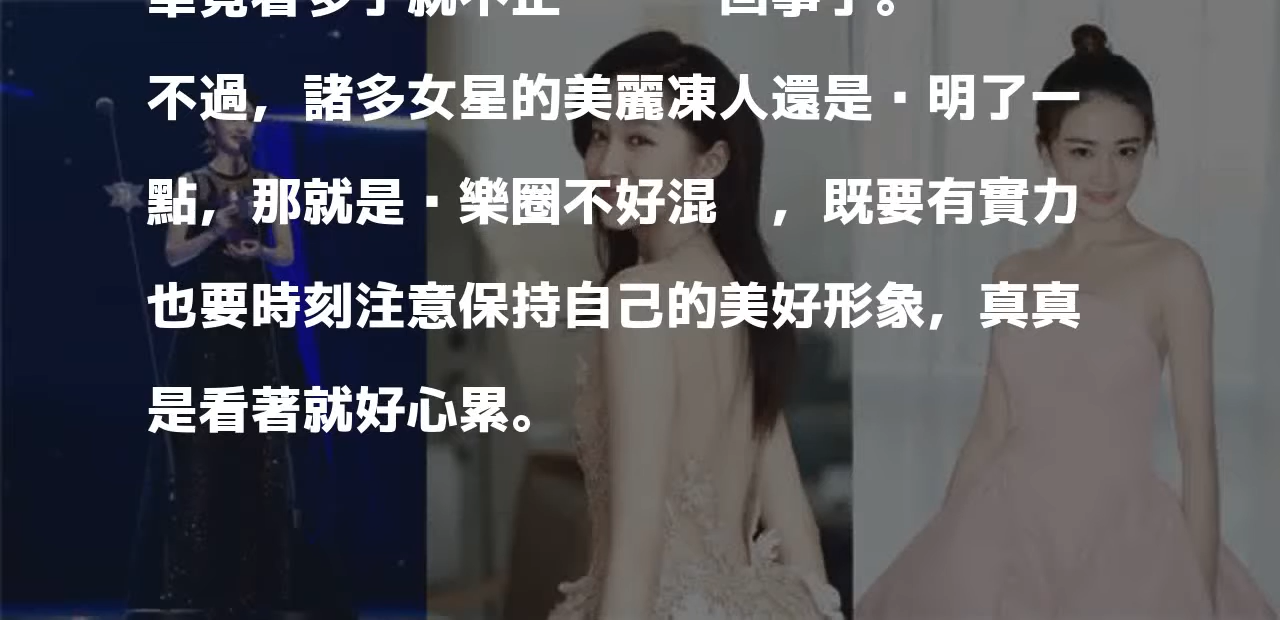 不過，諸多女星的美麗凍人還是·明了一
點，那就是·樂圈不好混　，既要有實力
也要時刻注意保持自己的美好形象，真真
是看著就好心累。